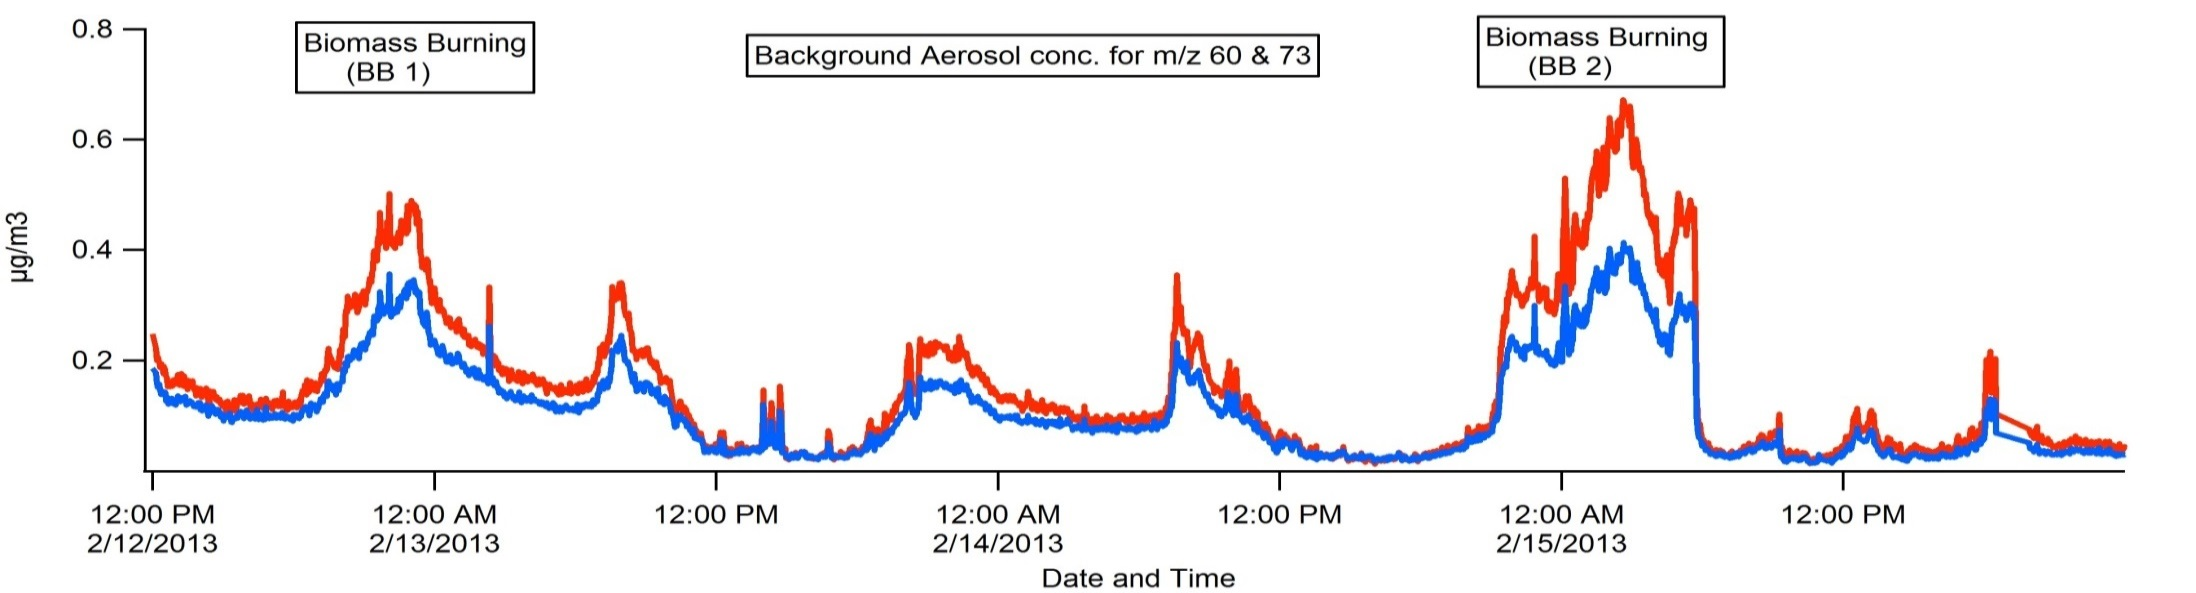 Biomass Burning
(BB 1)
Background Aerosol conc. for m/z 60 & 73
Biomass Burning
(BB 2)
0.8
0.6
0.4
0.2
µg/m3
12:00 PM
2/12/2013
12:00 AM
2/13/2013
12:00 PM
12:00 AM
2/14/2013
12:00 PM
12:00 AM
2/15/2013
12:00 PM
Date and Time